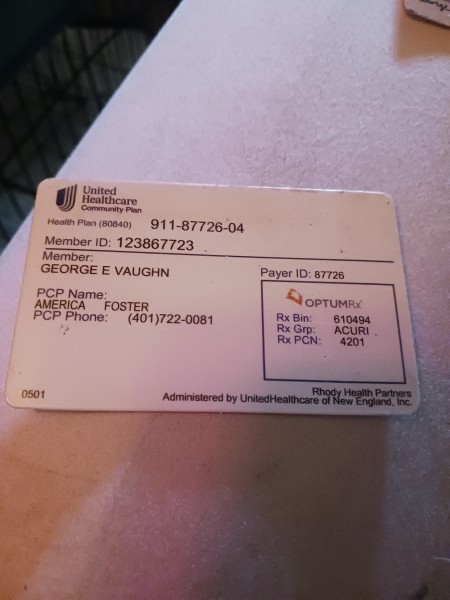 United
Healthcare
Community Plan
Health Plan (80840) 911-87726-04
Member ID: 123867723
Member:
GEORGE E VAUGHN
Payer ID: 87726
PCP Name:
AMERICA FOSTER
PCP Phone: (401)722-0081
OPTUMRx
Rx Bin: 610494
Rx Grp: ACURI
Rx PCN: 4201
0501
Rhody Health Partners
Administered by UnitedHealthcare of New England, Inc.